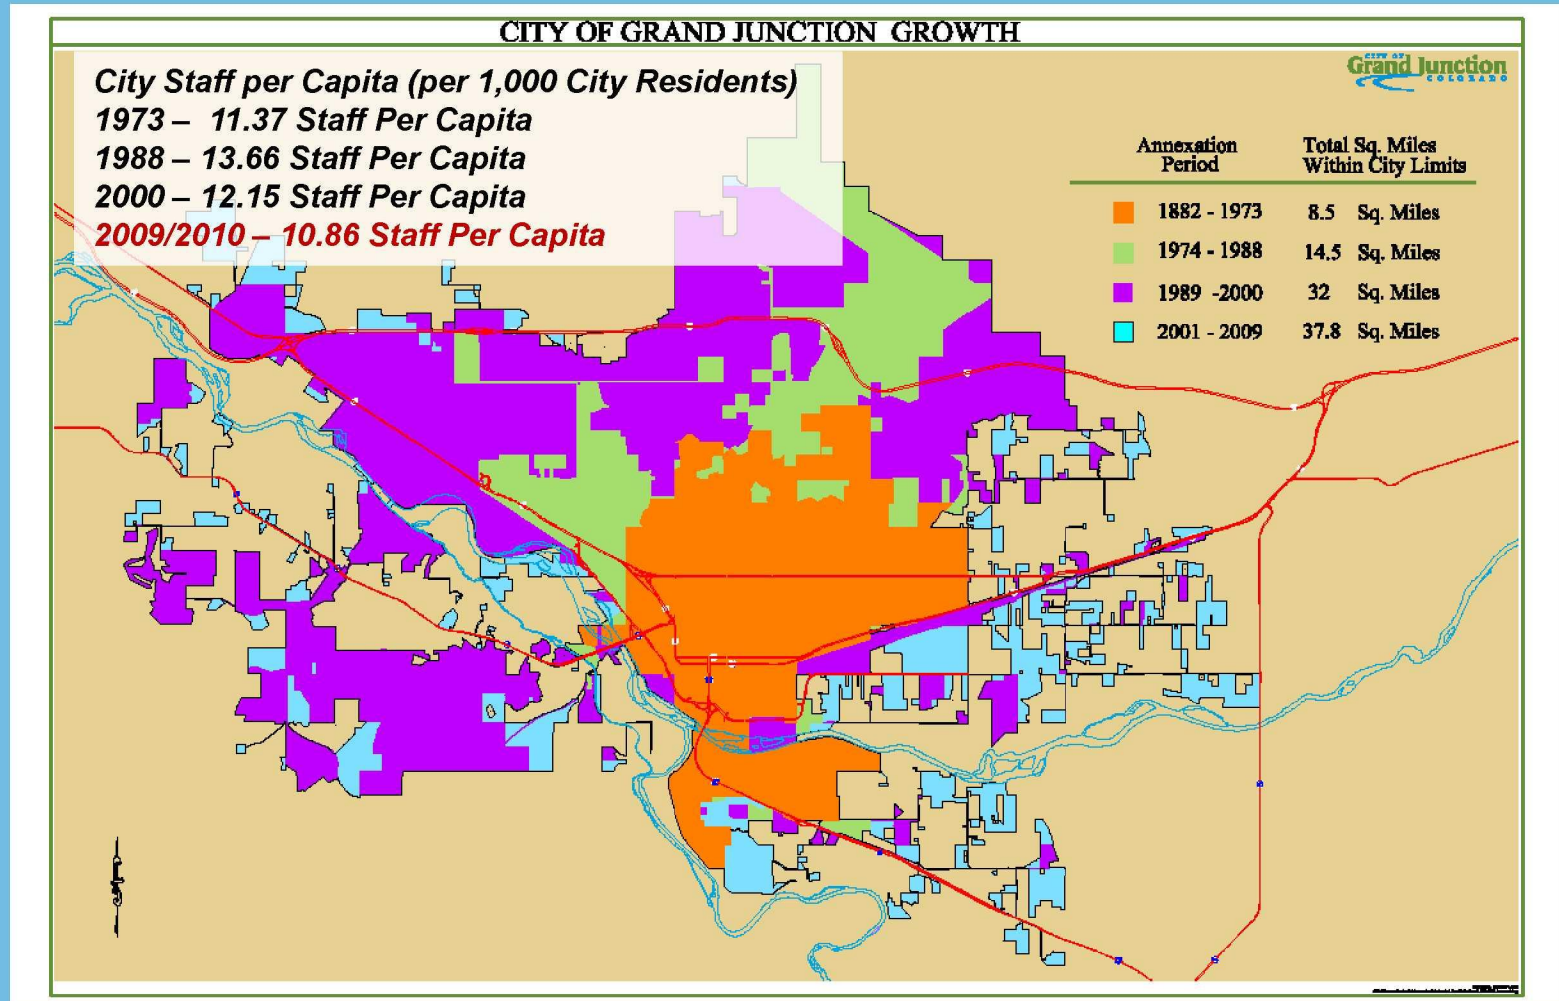 CITY OF GRAND JUNCTION GROWTH
City Staff per Capita (per 1,000 City Residents)
1973 – 11.37 Staff Per Capita
1988 – 13.66 Staff Per Capita
2000 – 12.15 Staff Per Capita
2009/2010 – 10.86 Staff Per Capita
CITY OF
Grand Junction
COLORADO
Annexation Period Total Sq. Miles Within City Limits
1882 - 1973 8.5 Sq. Miles
1974 - 1988 14.5 Sq. Miles
1989 -2000 32 Sq. Miles
2001 - 2009 37.8 Sq. Miles